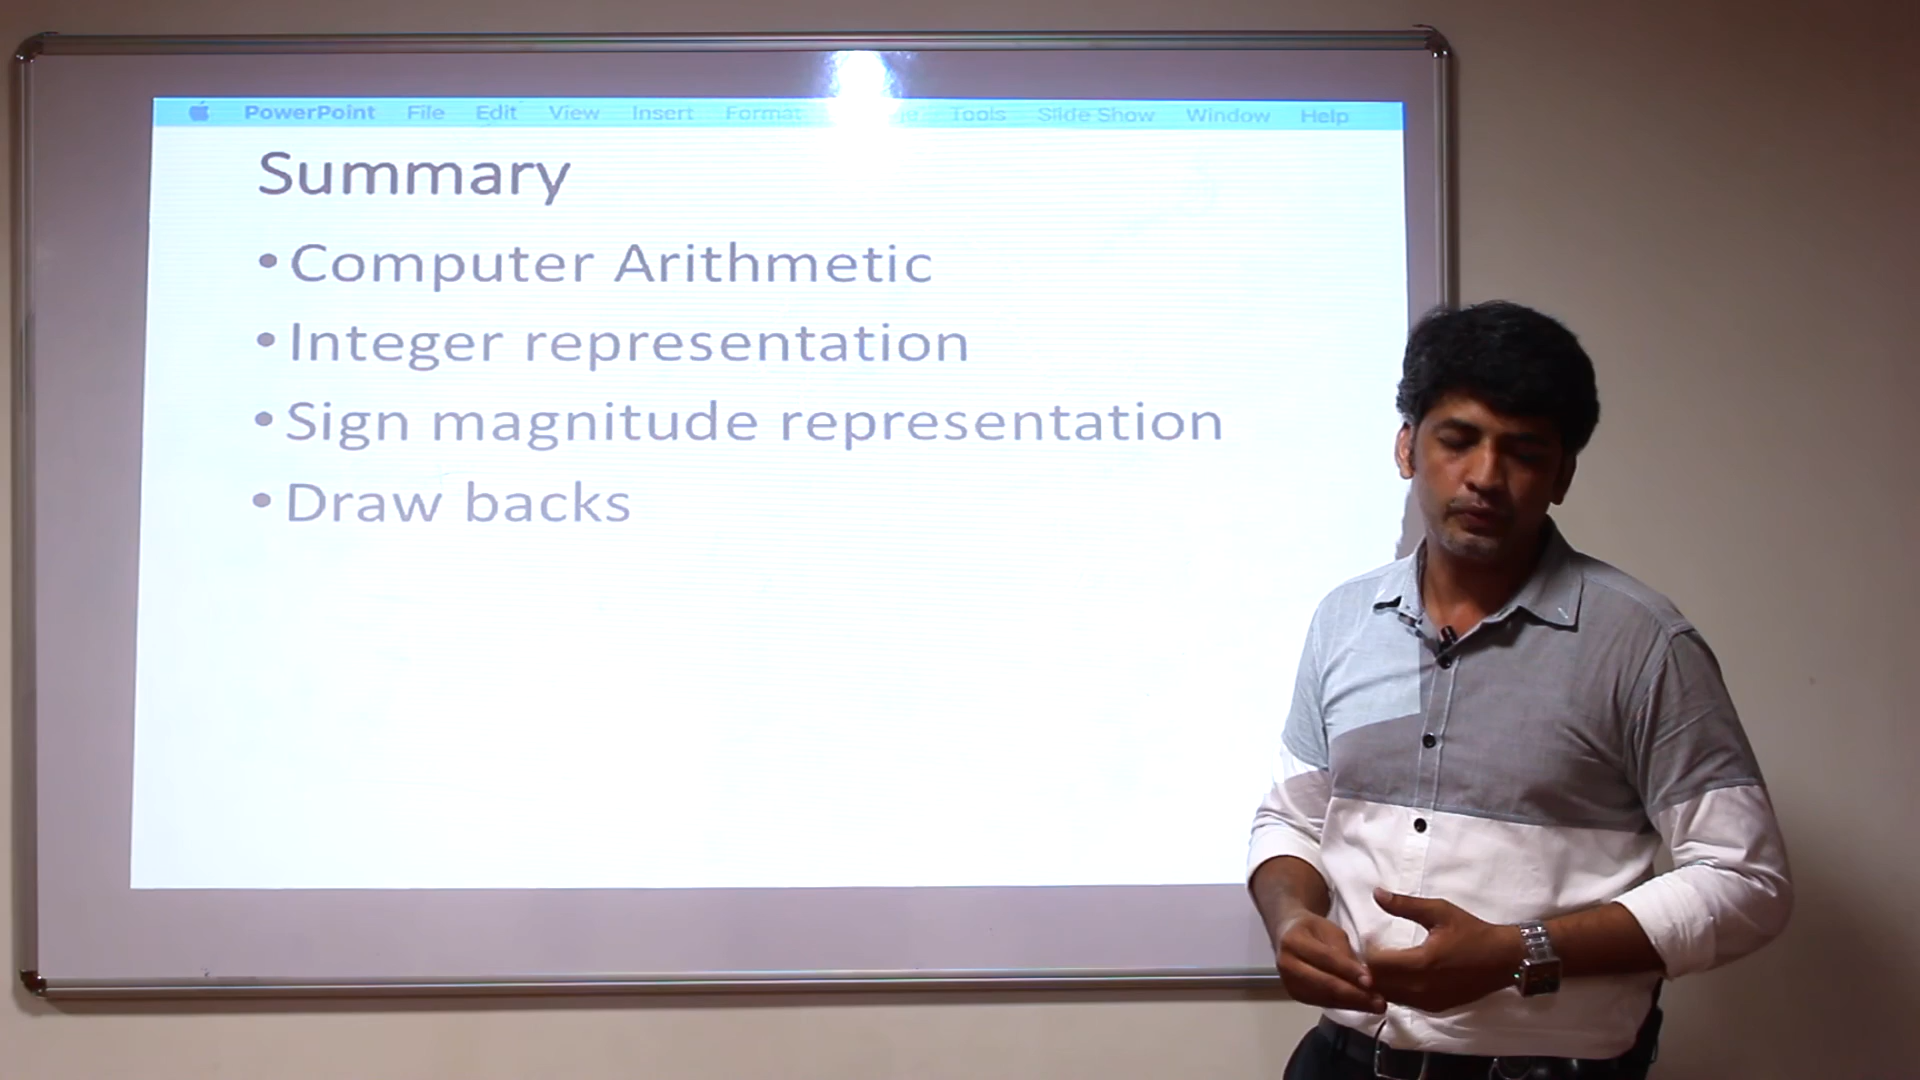 PowerPoint File Edit View Insert Format Tools Slide Show Window Help
Summary
• Computer Arithmetic
• Integer representation
• Sign magnitude representation
• Draw backs